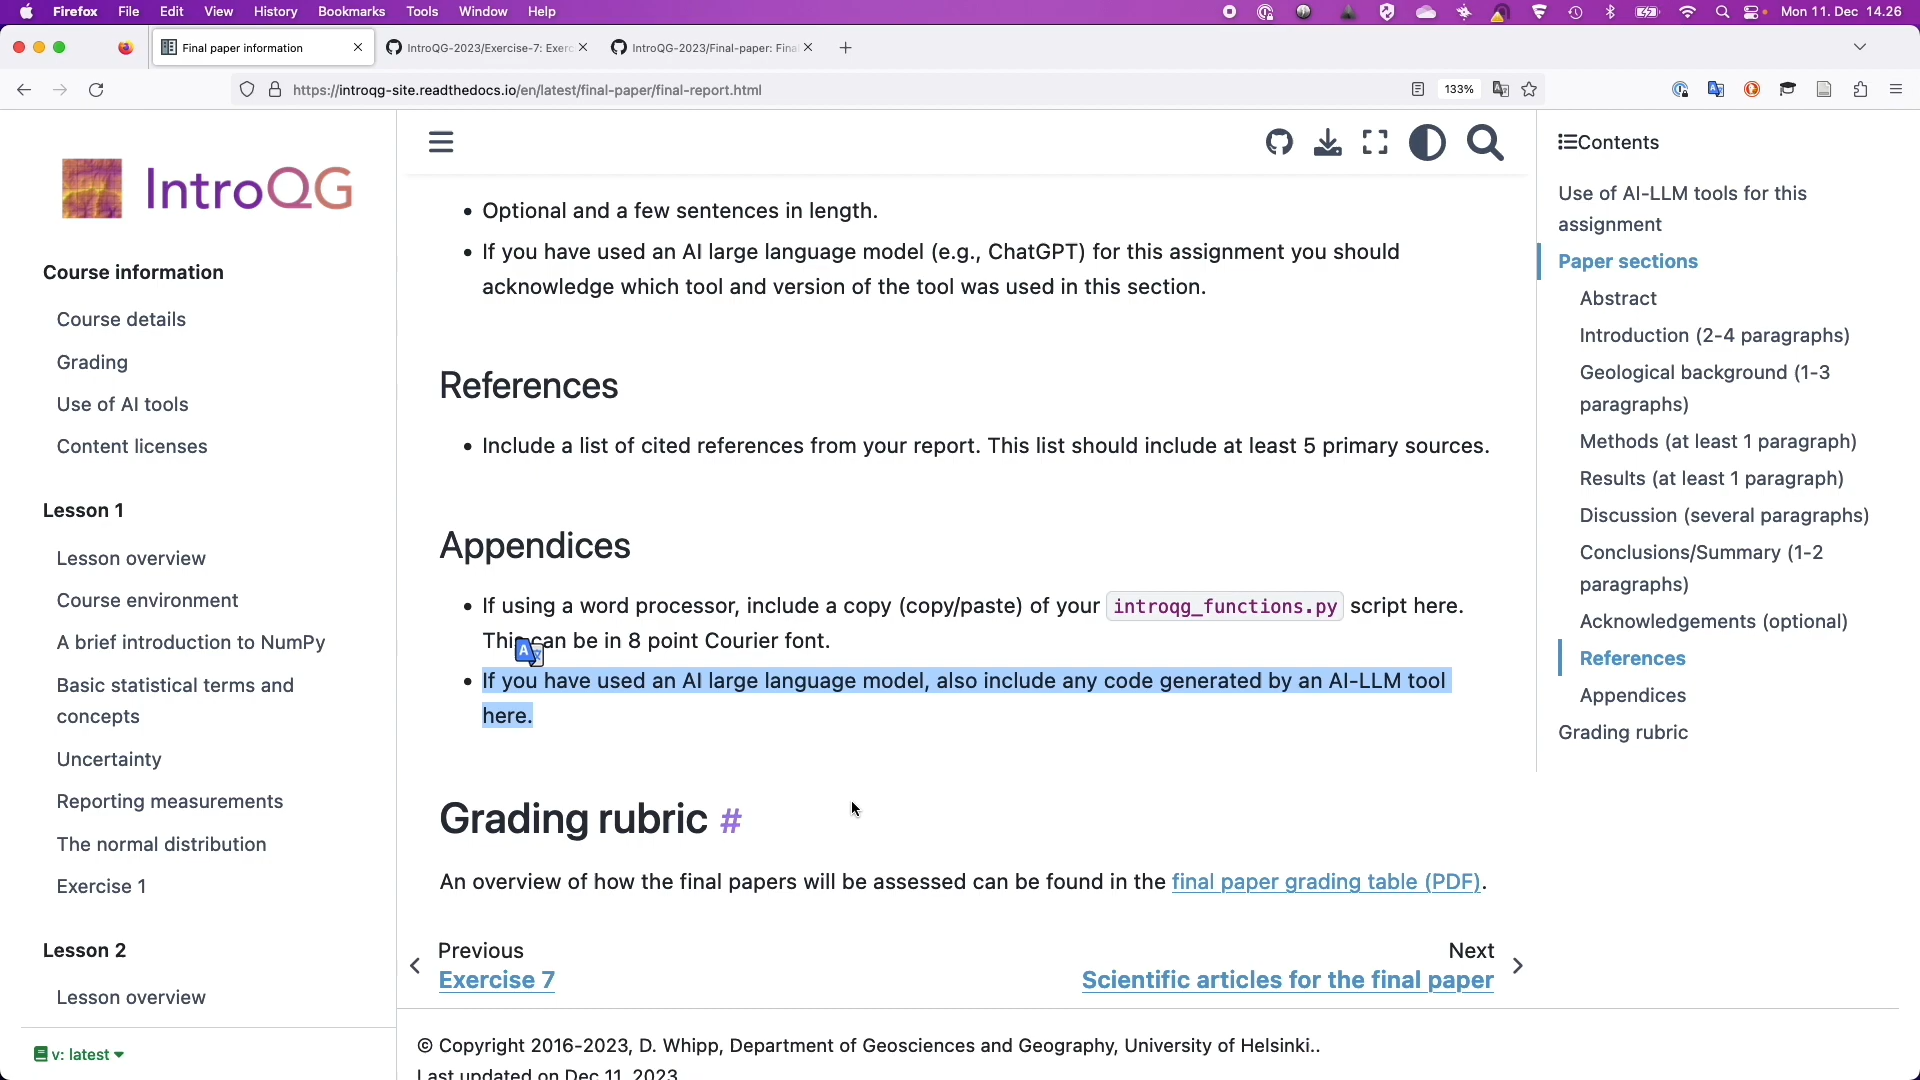 Firefox File Edit View History Bookmarks Tools Window Help Mon 11. Dec 14.26
Final paper information
IntroQG-2023/Exercise-7: Exerc
IntroQG-2023/Final-paper: Fina
https://introqg-site.readthedocs.io/en/latest/final-paper/final-report.html
133%
IntroQG
Course information
Course details
Grading
Use of AI tools
Content licenses
Lesson 1
Lesson overview
Course environment
A brief introduction to NumPy
Basic statistical terms and
concepts
Uncertainty
Reporting measurements
The normal distribution
Exercise 1
Lesson 2
Lesson overview
v: latest
• Optional and a few sentences in length.
• If you have used an AI large language model (e.g., ChatGPT) for this assignment you should
acknowledge which tool and version of the tool was used in this section.
References
• Include a list of cited references from your report. This list should include at least 5 primary sources.
Appendices
• If using a word processor, include a copy (copy/paste) of your introqg_functions.py script here.
This can be in 8 point Courier font.
• If you have used an AI large language model, also include any code generated by an AI-LLM tool
here.
Grading rubric #
An overview of how the final papers will be assessed can be found in the final paper grading table (PDF).
Previous
Exercise 7
Next
Scientific articles for the final paper
© Copyright 2016-2023, D. Whipp, Department of Geosciences and Geography, University of Helsinki..
Last updated on Dec 11, 2023.
Contents
Use of AI-LLM tools for this
assignment
Paper sections
Abstract
Introduction (2-4 paragraphs)
Geological background (1-3
paragraphs)
Methods (at least 1 paragraph)
Results (at least 1 paragraph)
Discussion (several paragraphs)
Conclusions/Summary (1-2
paragraphs)
Acknowledgements (optional)
References
Appendices
Grading rubric